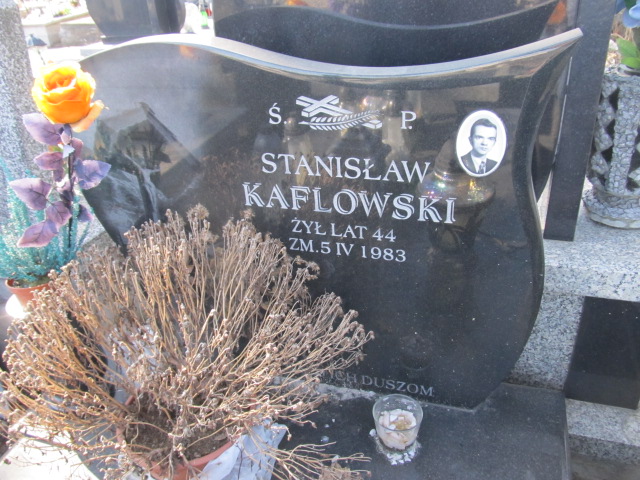 Ś. P.
STANISŁAW
KAFLOWSKI
ŻYŁ LAT 44
ZM. 5 IV 1983
DUSZOM